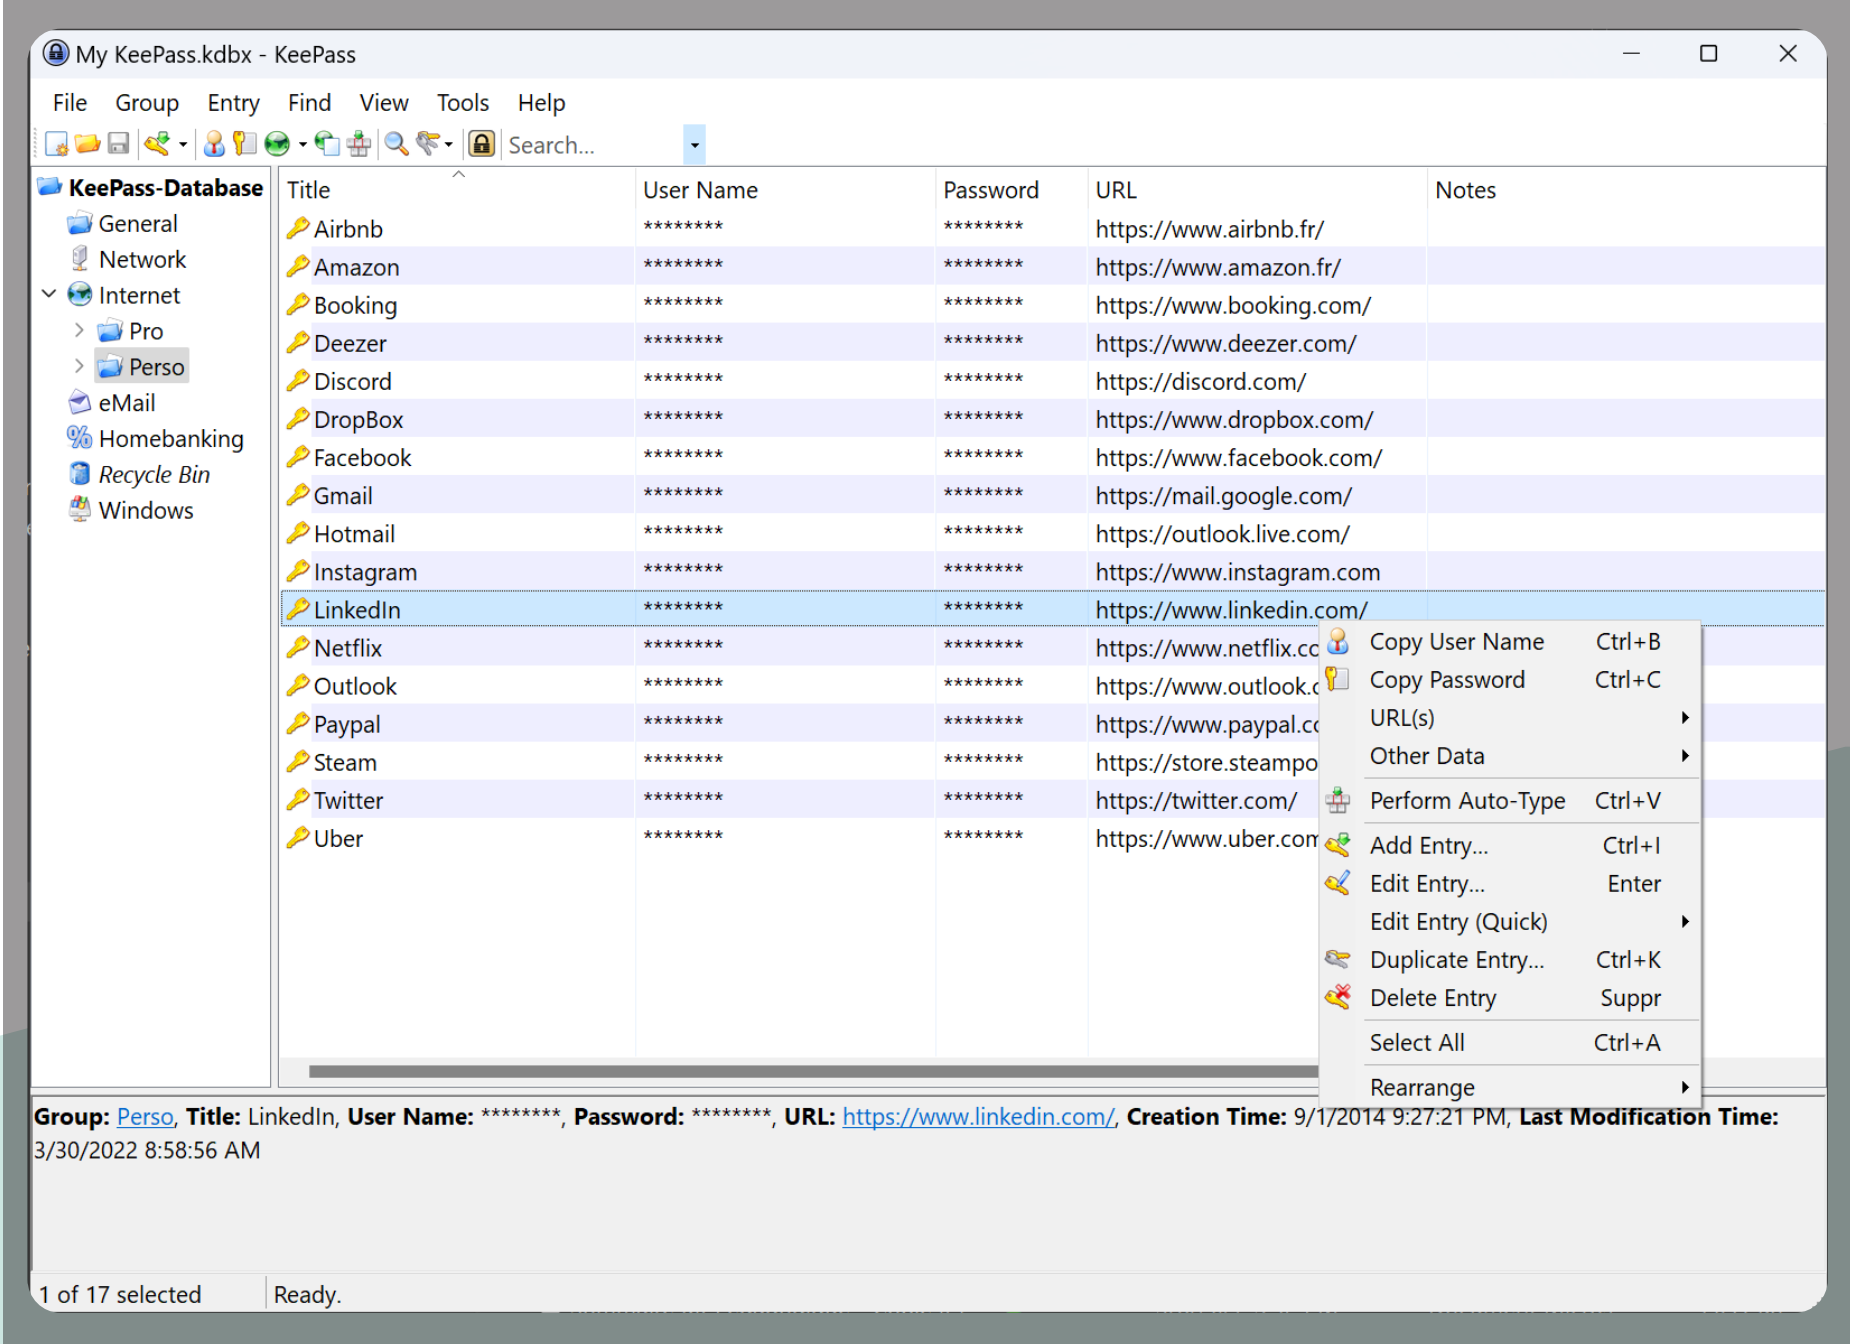 My KeePass.kdbx - KeePass
File Group Entry Find View Tools Help
Search...
KeePass-Database
General
Network
Internet
Pro
Perso
eMail
Homebanking
Recycle Bin
Windows
Title User Name Password URL Notes
Airbnb ******** ******** https://www.airbnb.fr/
Amazon ******** ******** https://www.amazon.fr/
Booking ******** ******** https://www.booking.com/
Deezer ******** ******** https://www.deezer.com/
Discord ******** ******** https://discord.com/
DropBox ******** ******** https://www.dropbox.com/
Facebook ******** ******** https://www.facebook.com/
Gmail ******** ******** https://mail.google.com/
Hotmail ******** ******** https://outlook.live.com/
Instagram ******** ******** https://www.instagram.com
LinkedIn ******** ******** https://www.linkedin.com/
Netflix ******** ******** https://www.netflix.co
Outlook ******** ******** https://www.outlook.
Paypal ******** ******** https://www.paypal.co
Steam ******** ******** https://store.steampo
Twitter ******** ******** https://twitter.com/
Uber ******** ******** https://www.uber.com
Copy User Name Ctrl+B
Copy Password Ctrl+C
URL(s)
Other Data
Perform Auto-Type Ctrl+V
Add Entry... Ctrl+I
Edit Entry... Enter
Edit Entry (Quick)
Duplicate Entry... Ctrl+K
Delete Entry Suppr
Select All Ctrl+A
Rearrange
Group: Perso, Title: LinkedIn, User Name: ********, Password: ********, URL: https://www.linkedin.com/, Creation Time: 9/1/2014 9:27:21 PM, Last Modification Time:
3/30/2022 8:58:56 AM
1 of 17 selected Ready.